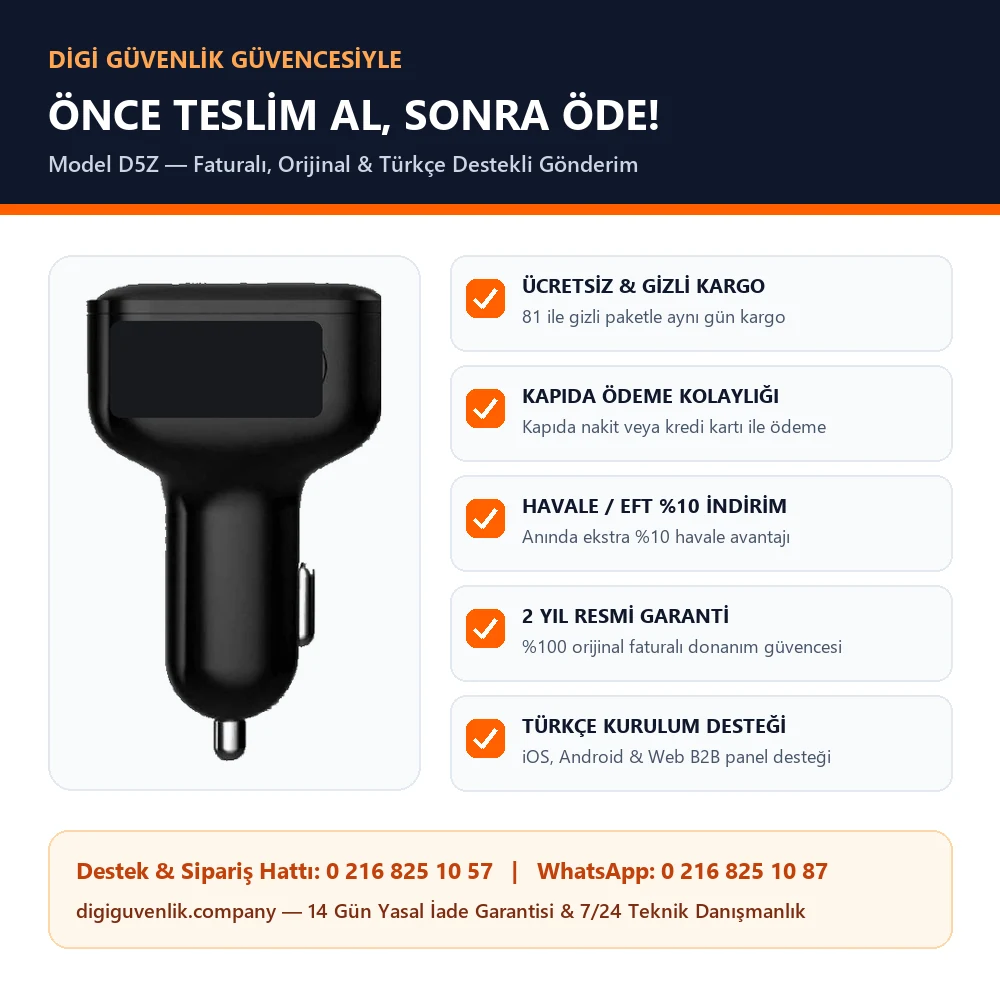 DİGİ GÜVENLİK GÜVENCESİYLE
ÖNCE TESLİM AL, SONRA ÖDE!
Model D5Z — Faturalı, Orijinal & Türkçe Destekli Gönderim
ÜCRETSİZ & GİZLİ KARGO
81 ile gizli paketle aynı gün kargo
KAPIDA ÖDEME KOLAYLIĞI
Kapıda nakit veya kredi kartı ile ödeme
HAVALE / EFT %10 İNDİRİM
Anında ekstra %10 havale avantajı
2 YIL RESMİ GARANTİ
%100 orijinal faturalı donanım güvencesi
TÜRKÇE KURULUM DESTEĞİ
iOS, Android & Web B2B panel desteği
Destek & Sipariş Hattı: 0 216 825 10 57 | WhatsApp: 0 216 825 10 87
digiguvenlik.company — 14 Gün Yasal İade Garantisi & 7/24 Teknik Danışmanlık